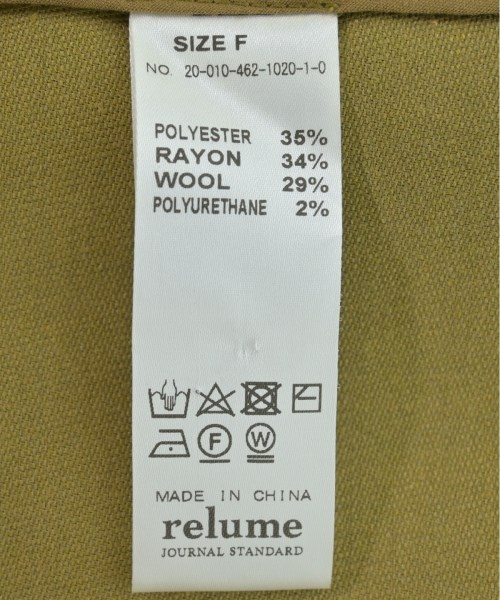 SIZE F
NO. 20-010-462-1020-1-0
POLYESTER 35%
RAYON 34%
WOOL 29%
POLYURETHANE 2%
F W
MADE IN CHINA
relume
JOURNAL STANDARD